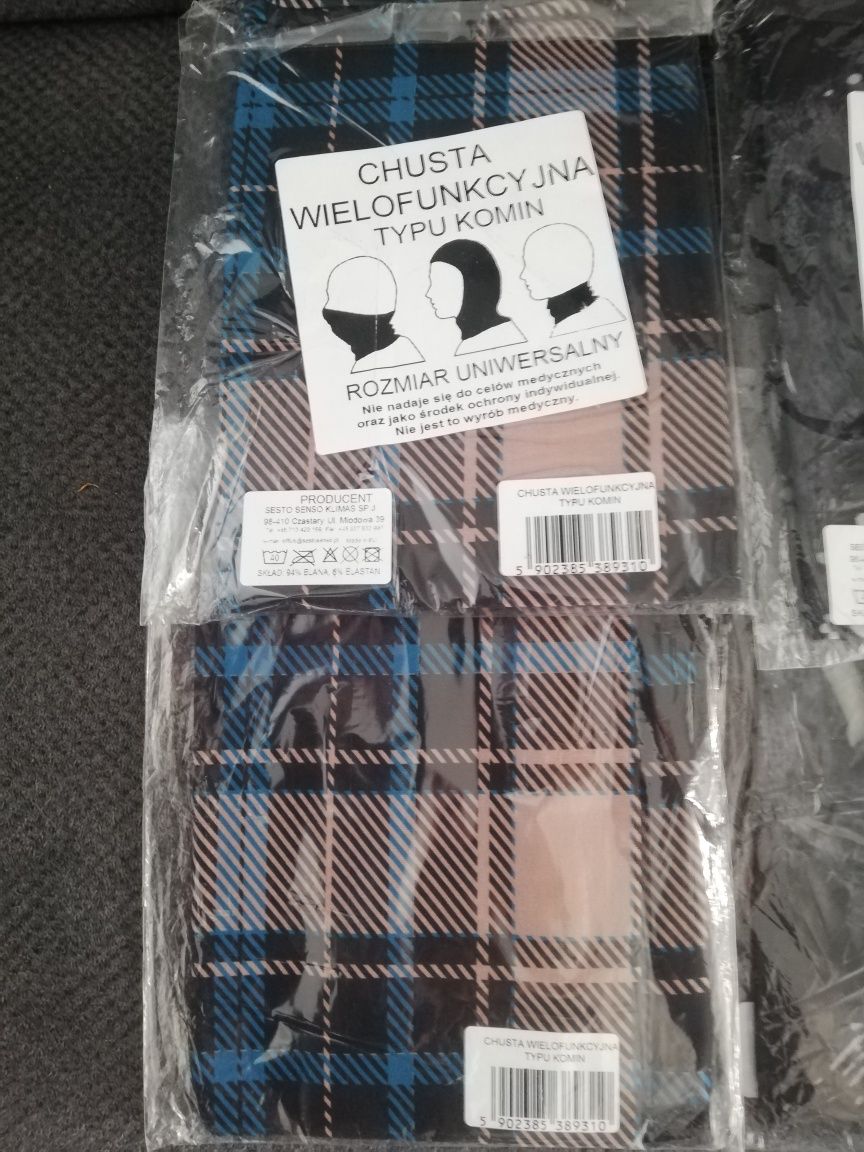 CHUSTA
WIELOFUNKCYJNA
TYPU KOMIN
ROZMIAR UNIWERSALNY
Nie nadaje się do celów medycznych
oraz jako środek ochrony indywidualnej.
Nie jest to wyrób medyczny.
PRODUCENT
SESTO SENSO KLIMAS SP.J
98-410 Czastary Ul. Miodowa 39
40
SKŁAD: 94% ELANA, 6% ELASTAN
CHUSTA WIELOFUNKCYJNA
TYPU KOMIN
5 902385 389310
CHUSTA WIELOFUNKCYJNA
TYPU KOMIN
5 902385 389310